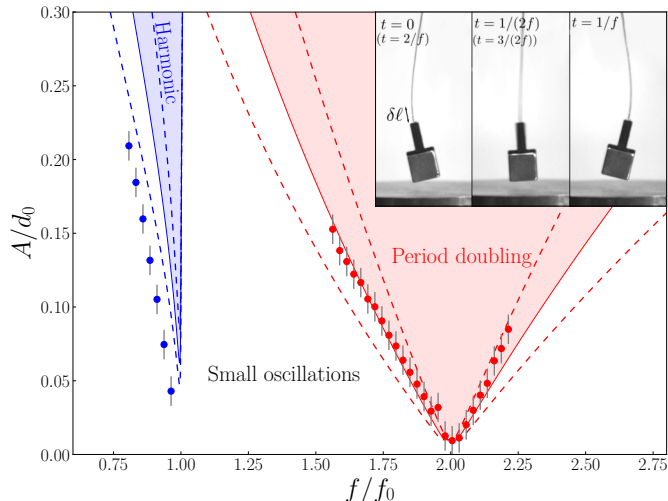 0.30
0.25
0.20
0.15
0.10
0.05
0.00
A/d₀
Harmonic
t = 0
(t = 2/f)
t = 1/(2f)
(t = 3/(2f))
t = 1/f
δℓ
Period doubling
Small oscillations
0.75
1.00
1.25
1.50
1.75
2.00
2.25
2.50
2.75
f/f₀